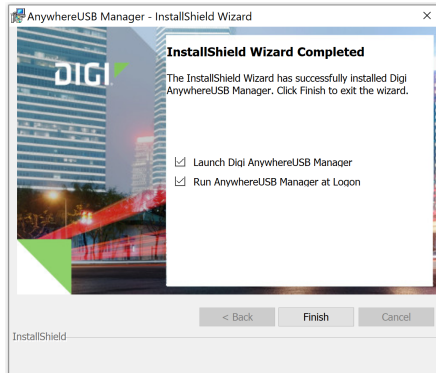 AnywhereUSB Manager - InstallShield Wizard
DIGI
InstallShield Wizard Completed
The InstallShield Wizard has successfully installed Digi
AnywhereUSB Manager. Click Finish to exit the wizard.
Launch Digi AnywhereUSB Manager
Run AnywhereUSB Manager at Logon
< Back Finish Cancel
InstallShield